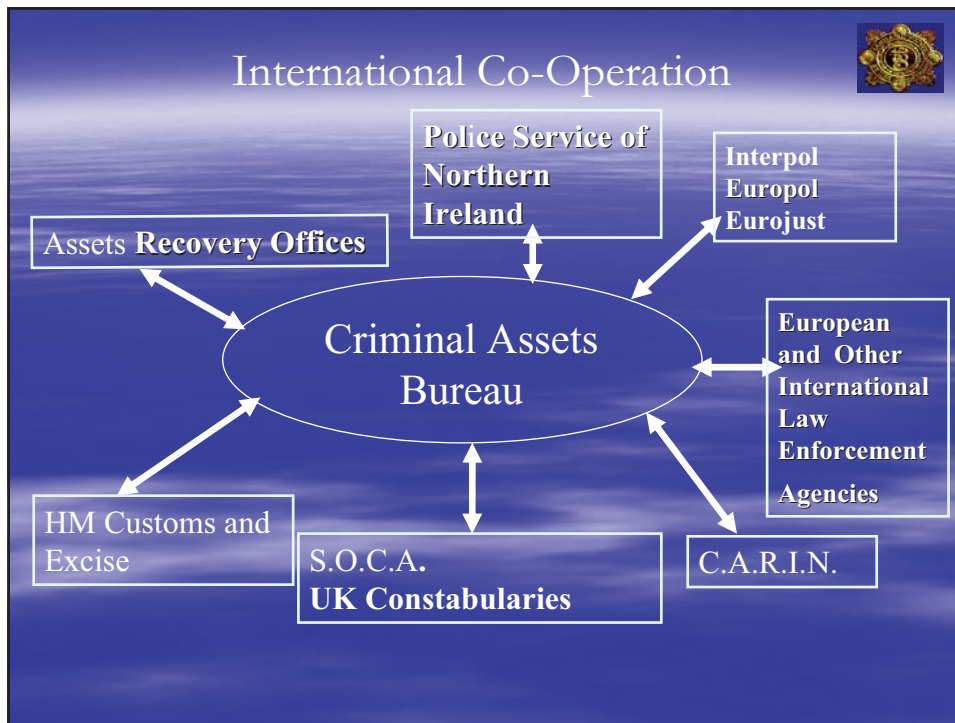 International Co-Operation
Police Service of
Northern
Ireland
Interpol
Europol
Eurojust
Assets Recovery Offices
Criminal Assets
Bureau
European
and Other
International
Law
Enforcement
Agencies
HM Customs and
Excise
S.O.C.A.
UK Constabularies
C.A.R.I.N.